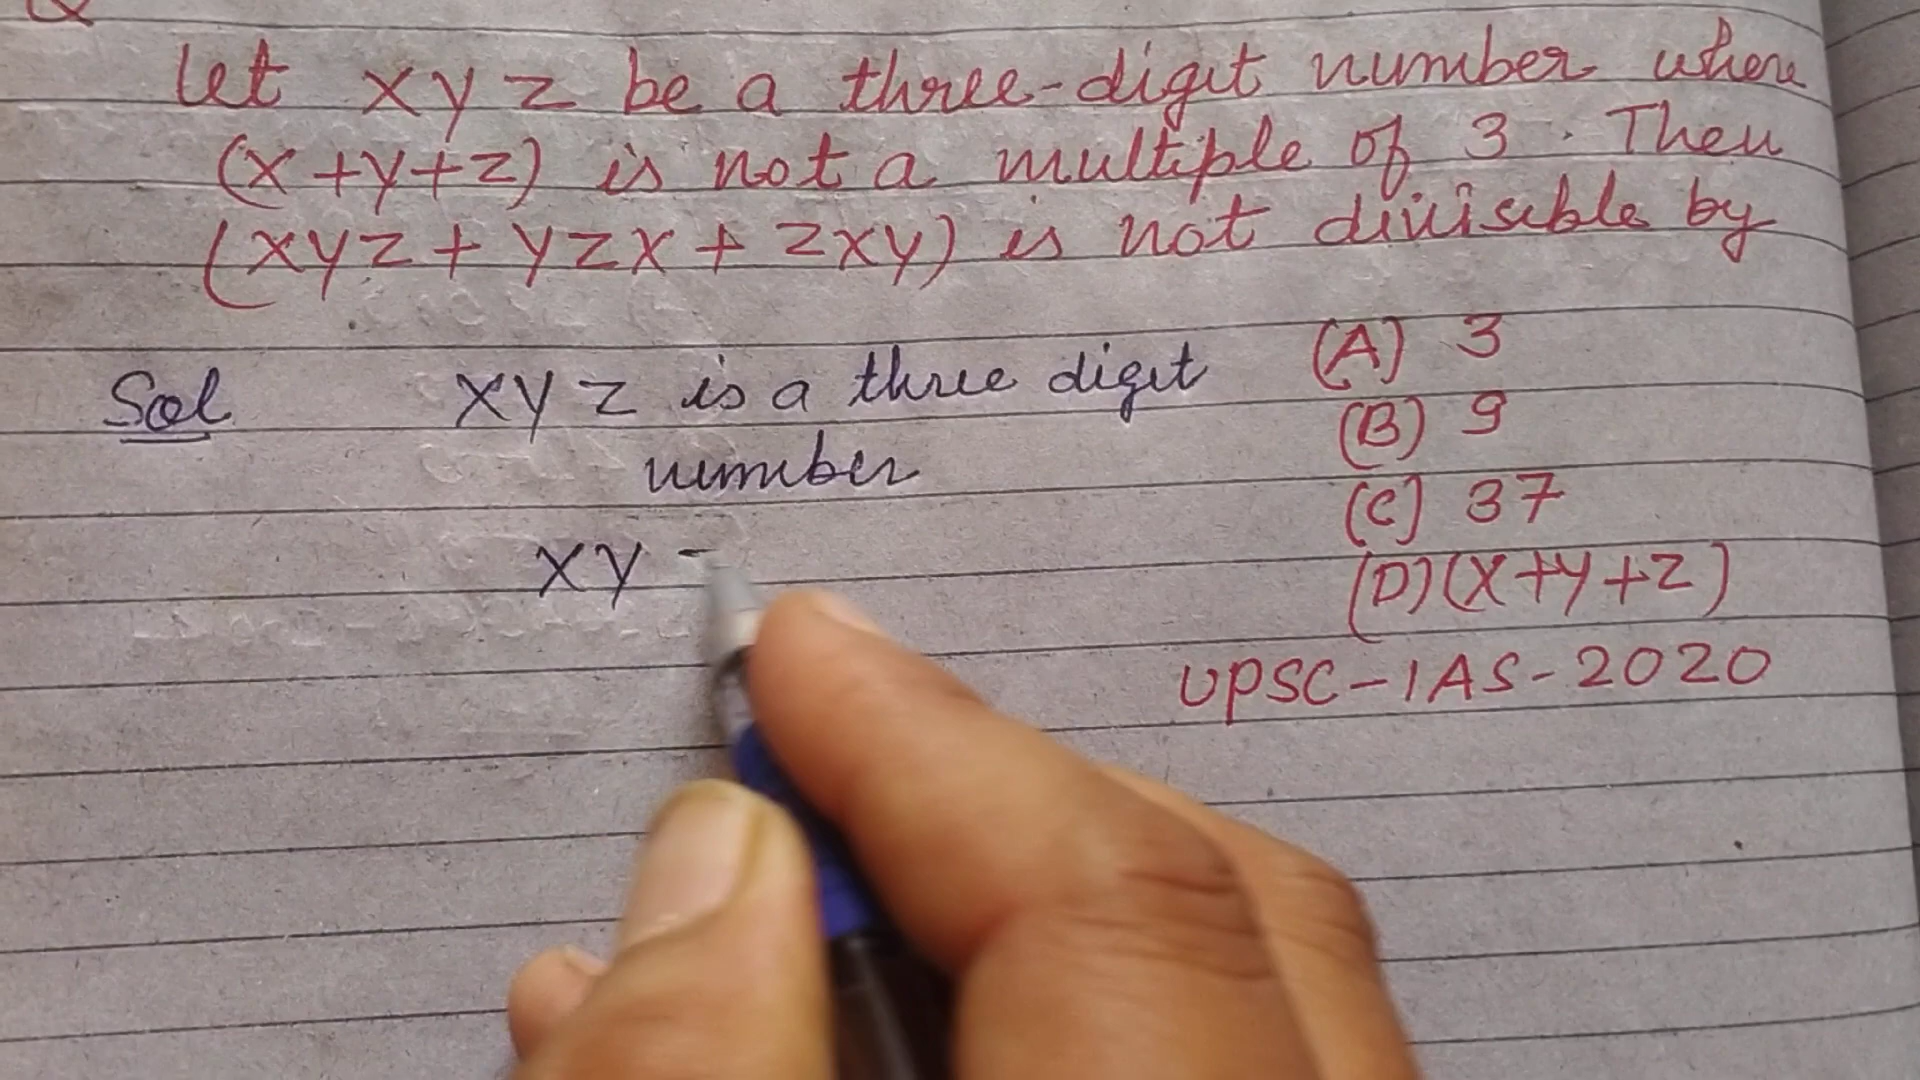 Let xyz be a three-digit number where
(x+y+z) is not a multiple of 3. Then
(xyz + yzx + zxy) is not divisible by
(A) 3
(B) 9
(C) 37
(D) (x+y+z)
UPSC-IAS-2020
Sol xyz is a three digit
number
xy